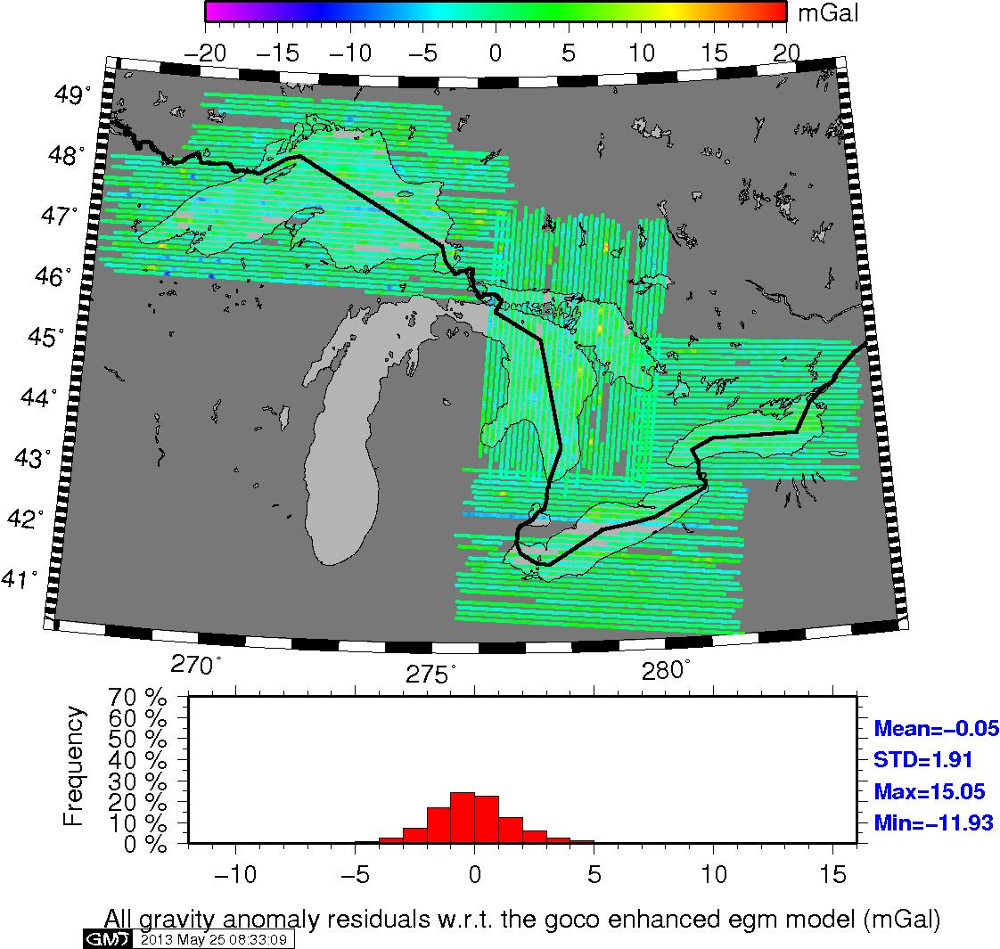 mGal
−20 −15 −10 −5 0 5 10 15 20
49°
48°
47°
46°
45°
44°
43°
42°
41°
270° 275° 280°
70 %
60 %
50 %
40 %
30 %
20 %
10 %
0 %
Frequency
Mean=−0.05
STD=1.91
Max=15.05
Min=−11.93
−10 −5 0 5 10 15
All gravity anomaly residuals w.r.t. the goco enhanced egm model (mGal)
GMT 2013 May 25 08:33:09